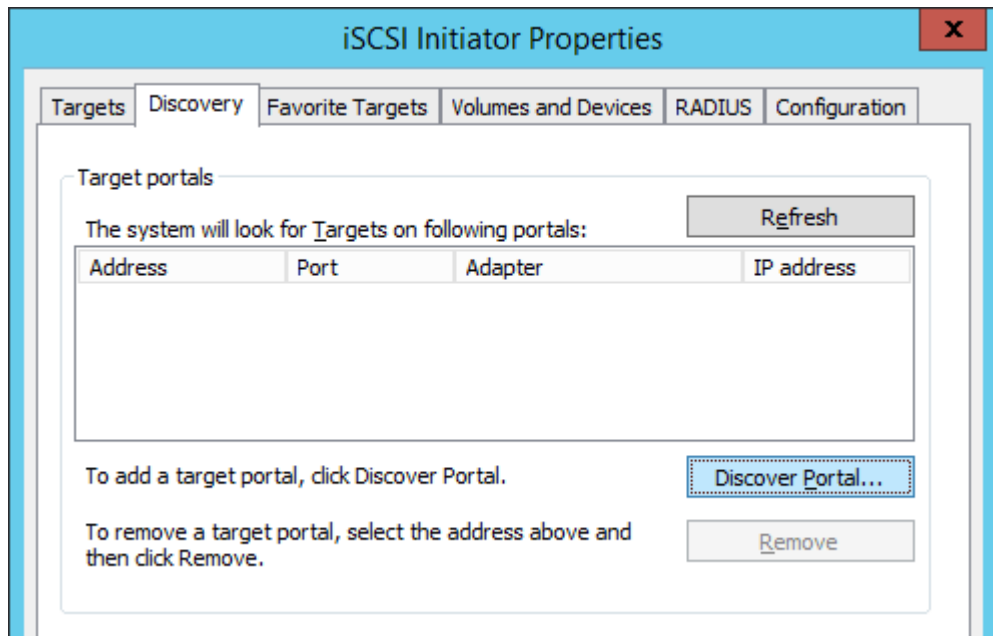 iSCSI Initiator Properties
x
Targets Discovery Favorite Targets Volumes and Devices RADIUS Configuration
Target portals
The system will look for Targets on following portals:
Refresh
Address Port Adapter IP address
To add a target portal, click Discover Portal.
Discover Portal...
To remove a target portal, select the address above and
then click Remove.
Remove